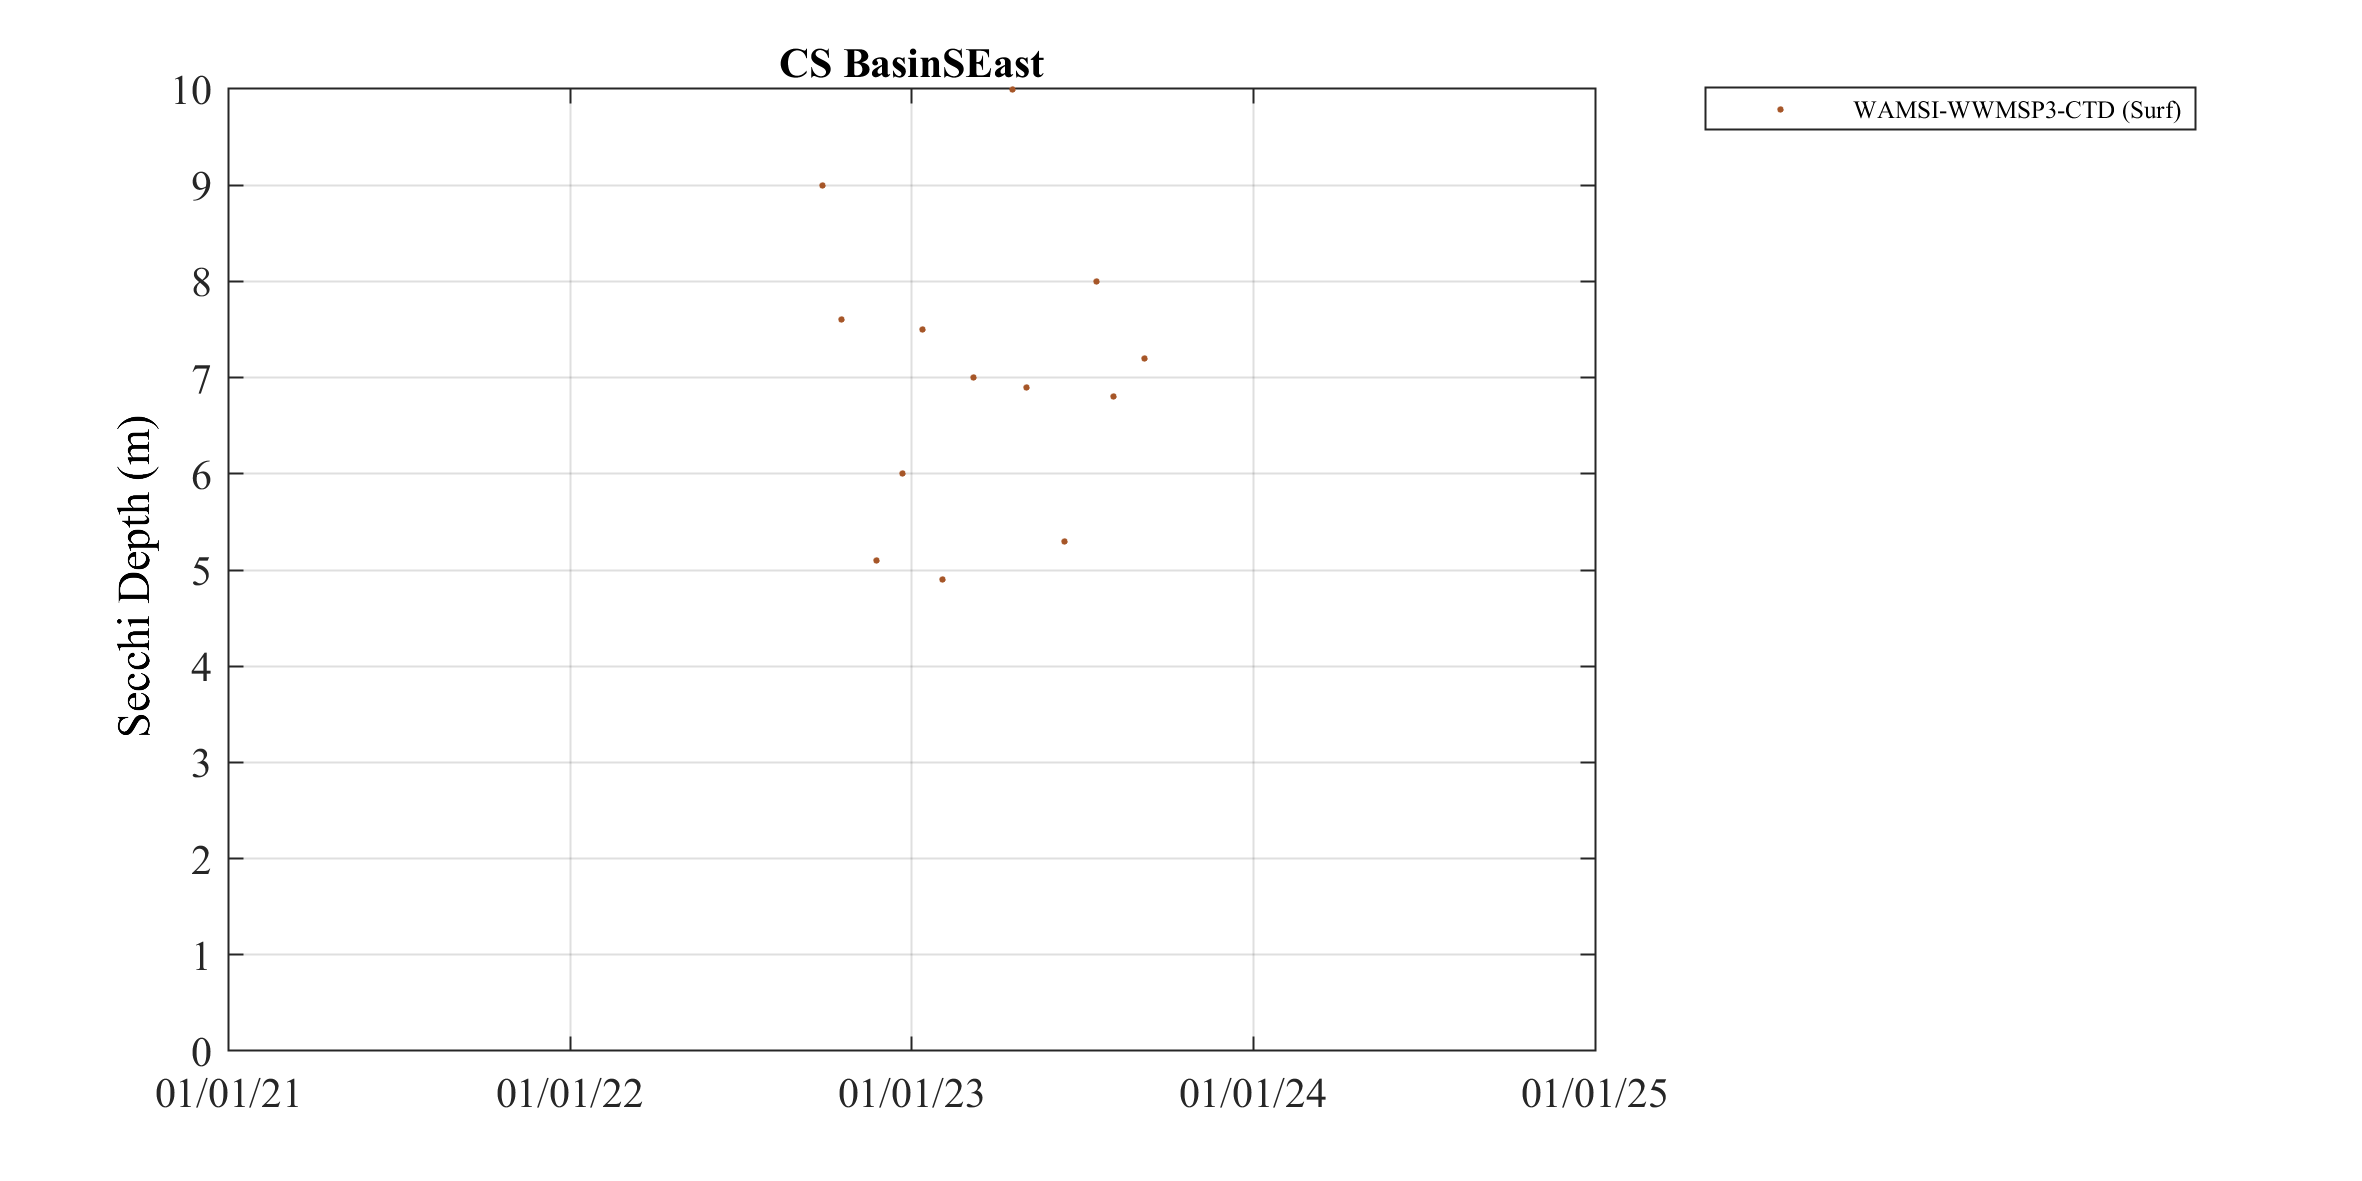 CS BasinSEast
WAMSI-WWMSP3-CTD (Surf)
Secchi Depth (m)
10
9
8
7
6
5
4
3
2
1
0
01/01/21 01/01/22 01/01/23 01/01/24 01/01/25